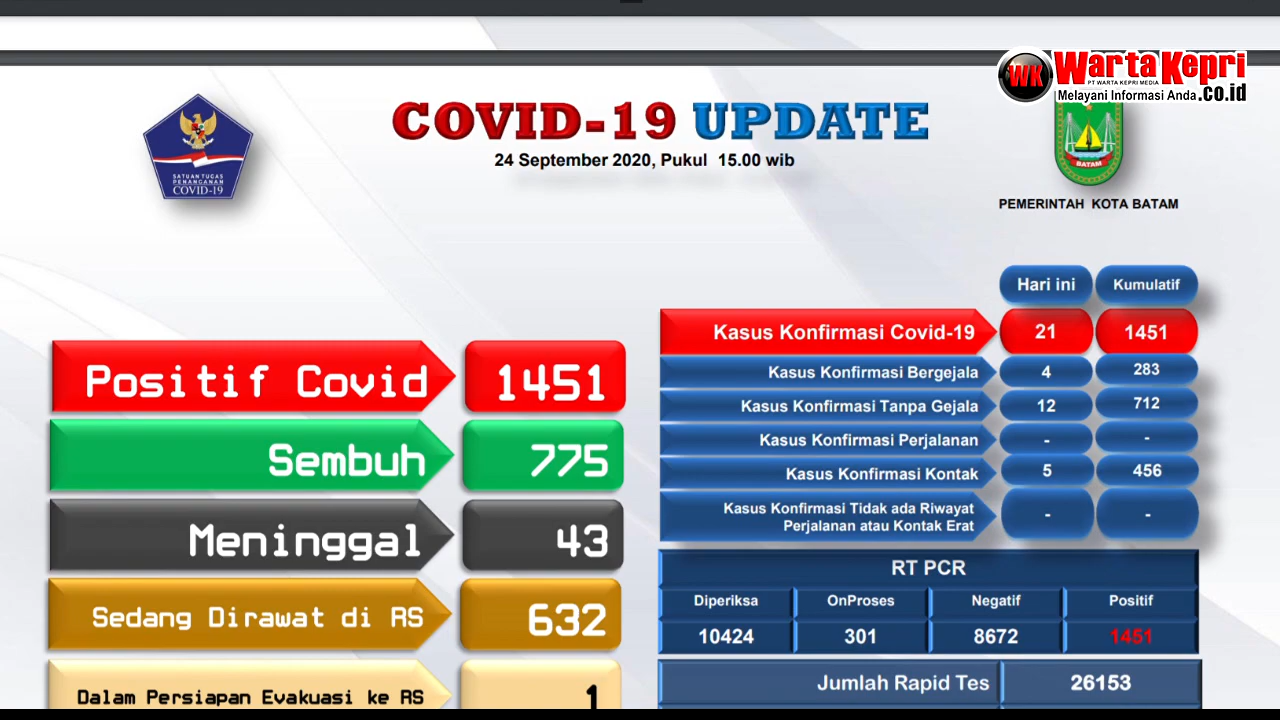 WK Warta Kepri
PT WARTA KEPRI MEDIA
Melayani Informasi Anda .co.id
COVID-19 UPDATE
24 September 2020, Pukul 15.00 wib
SATUAN TUGAS
PENANGANAN
COVID-19
BATAM
PEMERINTAH KOTA BATAM
Positif Covid 1451
Sembuh 775
Meninggal 43
Sedang Dirawat di RS 632
Dalam Persiapan Evakuasi ke RS 1
Hari ini Kumulatif
Kasus Konfirmasi Covid-19 21 1451
Kasus Konfirmasi Bergejala 4 283
Kasus Konfirmasi Tanpa Gejala 12 712
Kasus Konfirmasi Perjalanan - -
Kasus Konfirmasi Kontak 5 456
Kasus Konfirmasi Tidak ada Riwayat
Perjalanan atau Kontak Erat - -
RT PCR
Diperiksa OnProses Negatif Positif
10424 301 8672 1451
Jumlah Rapid Tes 26153